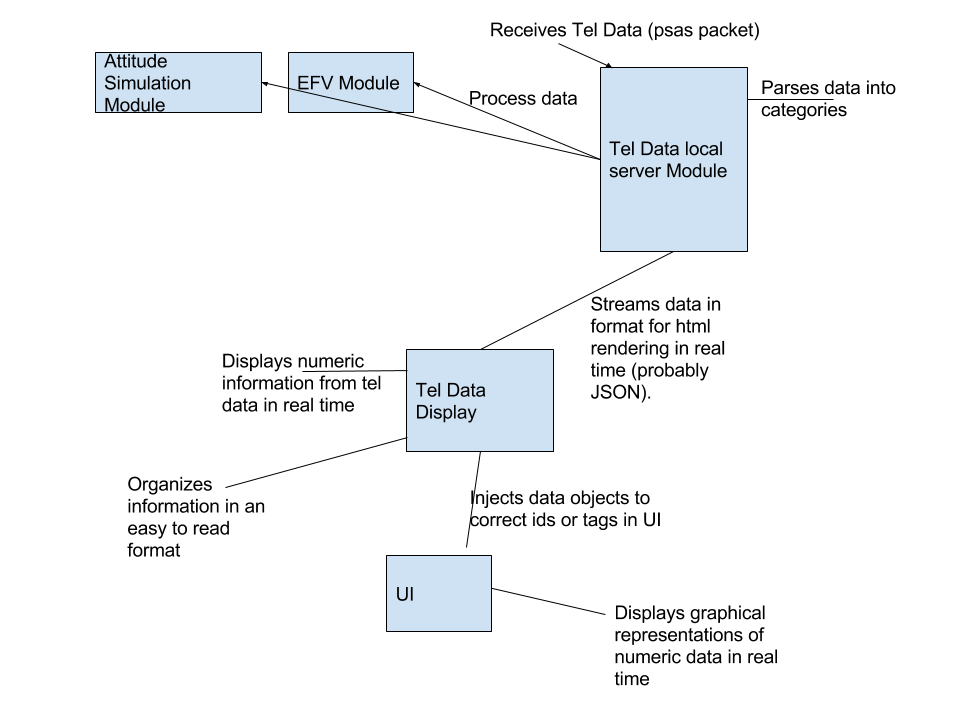 Receives Tel Data (psas packet)
Attitude
Simulation
Module
EFV Module
Process data
Parses data into
categories
Tel Data local
server Module
Streams data in
format for html
rendering in real
time (probably
JSON).
Displays numeric
information from tel
data in real time
Tel Data
Display
Organizes
information in an
easy to read
format
Injects data objects to
correct ids or tags in UI
UI
Displays graphical
representations of
numeric data in real
time